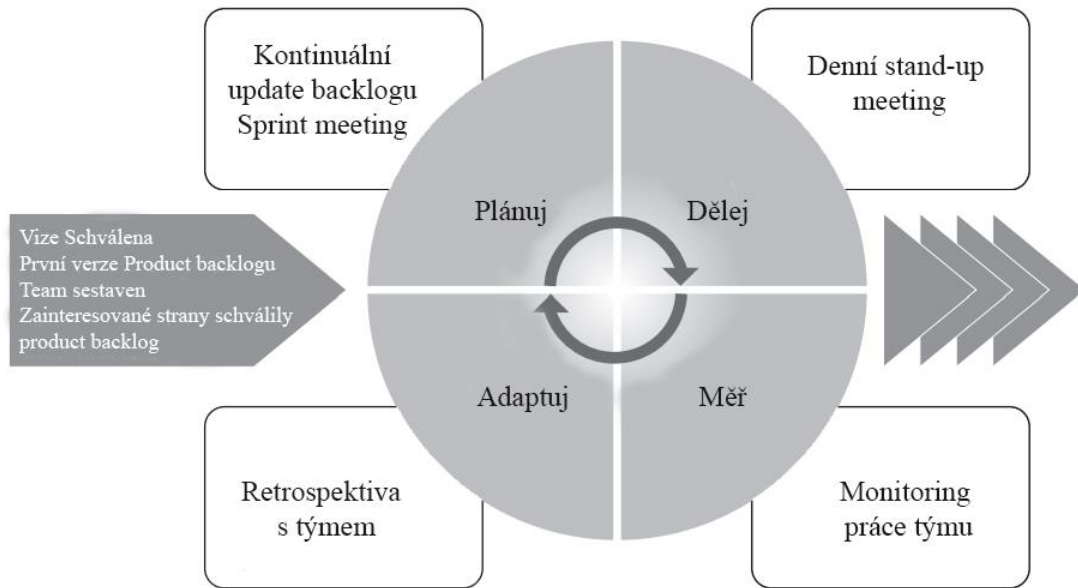 Kontinuální
update backlogu
Sprint meeting
Denní stand-up
meeting
Plánuj
Dělej
Vize Schválena
První verze Product backlogu
Team sestaven
Zainteresované strany schválily
product backlog
Adaptuj
Měř
Retrospektiva
s týmem
Monitoring
práce týmu